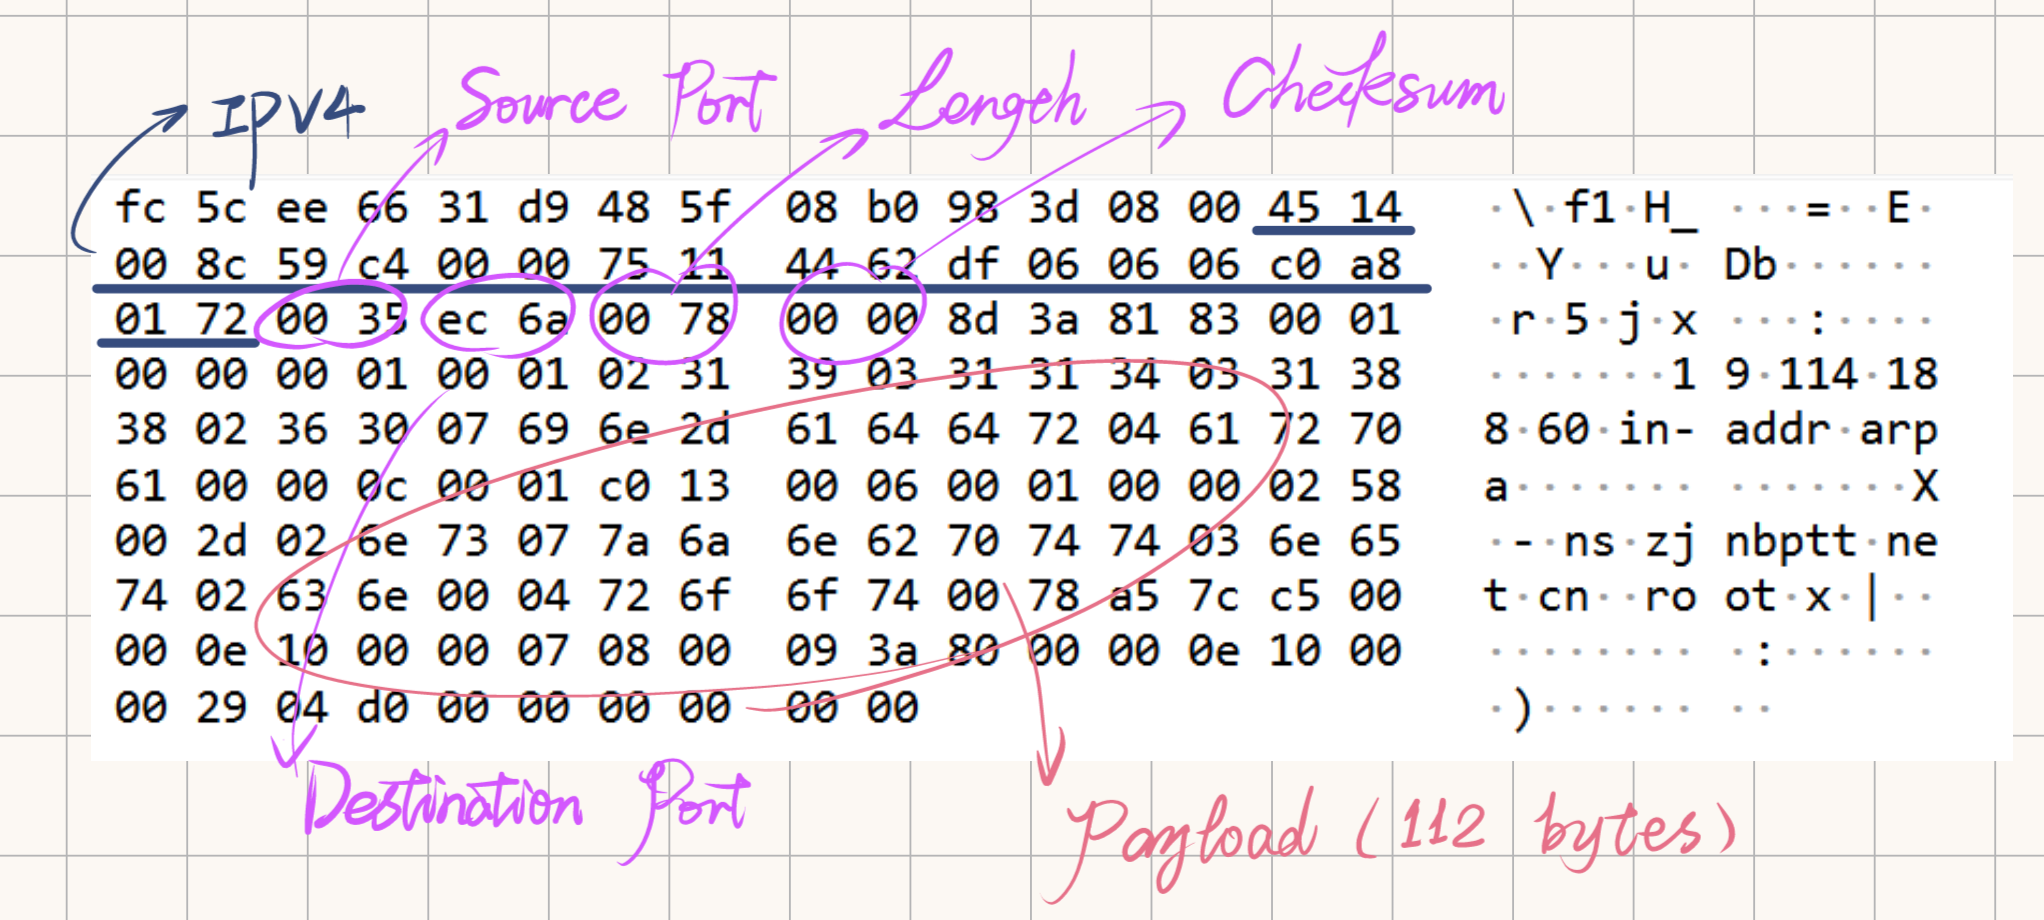 IPV4 Source Port Length Checksum
fc 5c ee 66 31 d9 48 5f 08 b0 98 3d 08 00 45 14 ·\·f1·H_ ···=··E·
00 8c 59 c4 00 00 75 11 44 62 df 06 06 06 c0 a8 ··Y···u· Db······
01 72 00 35 ec 6a 00 78 00 00 8d 3a 81 83 00 01 ·r·5·j·x ···:····
00 00 00 01 00 01 02 31 39 03 31 31 34 03 31 38 ·······1 9·114·18
38 02 36 30 07 69 6e 2d 61 64 64 72 04 61 72 70 8·60·in- addr·arp
61 00 00 0c 00 01 c0 13 00 06 00 01 00 00 02 58 a······· ·······X
00 2d 02 6e 73 07 7a 6a 6e 62 70 74 74 03 6e 65 ·-·ns·zj nbptt·ne
74 02 63 6e 00 04 72 6f 6f 74 00 78 a5 7c c5 00 t·cn··ro ot·x·|··
00 0e 10 00 00 07 08 00 09 3a 80 00 00 0e 10 00 ········ ·:······
00 29 04 d0 00 00 00 00 00 00 ·)······ ··
Destination Port
Payload (112 bytes)